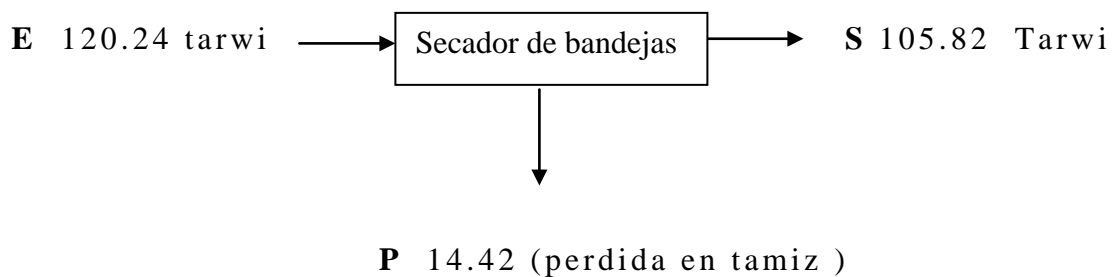 E 120.24 tarwi
Secador de bandejas
S 105.82 Tarwi
P 14.42 (perdida en tamiz )